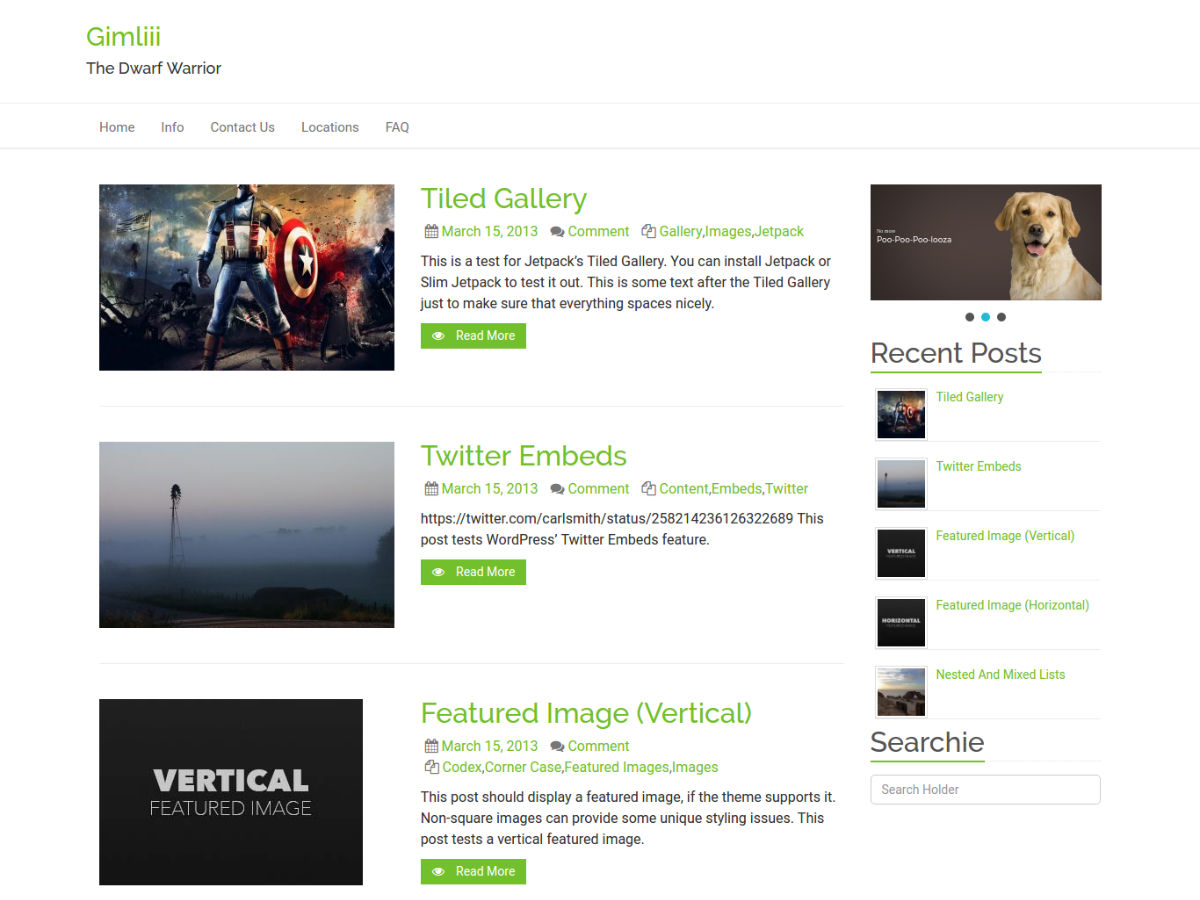 Gimliii
The Dwarf Warrior
Home Info Contact Us Locations FAQ
Tiled Gallery
March 15, 2013 Comment Gallery,Images,Jetpack
This is a test for Jetpack’s Tiled Gallery. You can install Jetpack or
Slim Jetpack to test it out. This is some text after the Tiled Gallery
just to make sure that everything spaces nicely.
Read More
Twitter Embeds
March 15, 2013 Comment Content,Embeds,Twitter
https://twitter.com/carlsmith/status/258214236126322689 This
post tests WordPress’ Twitter Embeds feature.
Read More
VERTICAL
FEATURED IMAGE
Featured Image (Vertical)
March 15, 2013 Comment
Codex,Corner Case,Featured Images,Images
This post should display a featured image, if the theme supports it.
Non-square images can provide some unique styling issues. This
post tests a vertical featured image.
Read More
No more
Poo-Poo-Poo-looza
Recent Posts
Tiled Gallery
Twitter Embeds
VERTICAL
FEATURED IMAGE
Featured Image (Vertical)
HORIZONTAL
FEATURED IMAGE
Featured Image (Horizontal)
Nested And Mixed Lists
Searchie
Search Holder